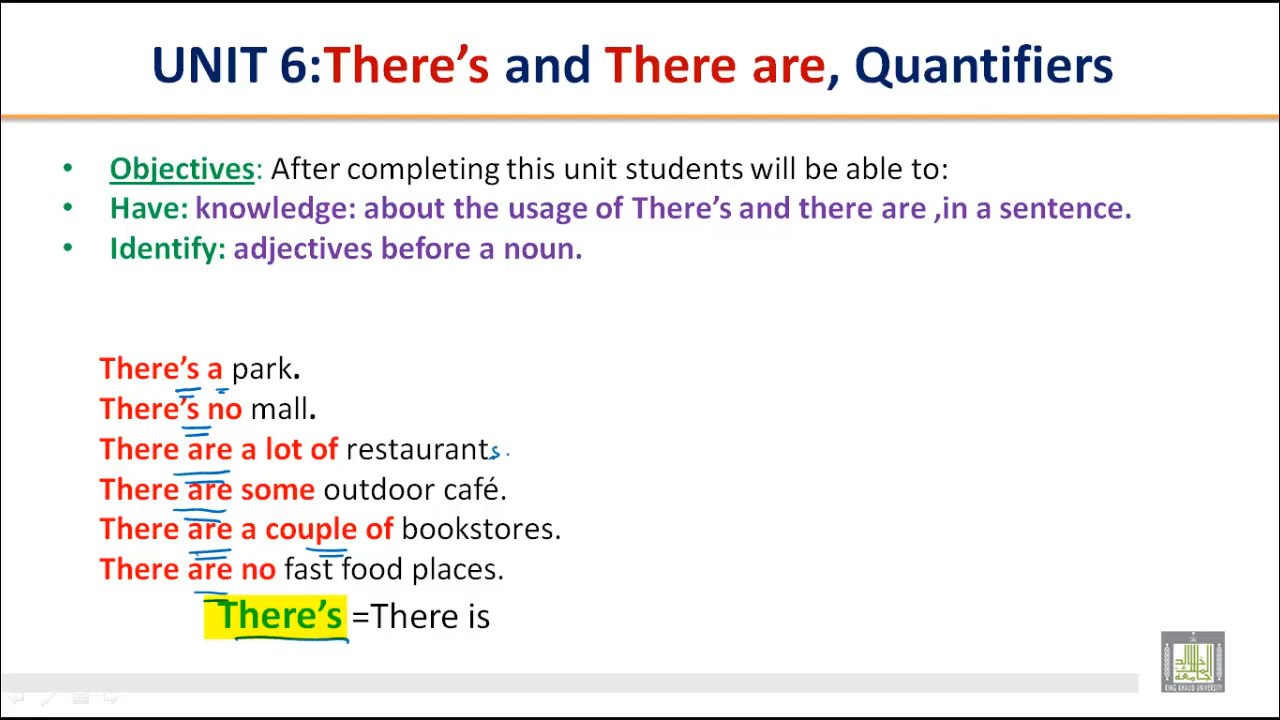 UNIT 6:There's and There are, Quantifiers
• Objectives: After completing this unit students will be able to:
• Have: knowledge: about the usage of There's and there are ,in a sentence.
• Identify: adjectives before a noun.
There's a park.
There's no mall.
There are a lot of restaurants.
There are some outdoor café.
There are a couple of bookstores.
There are no fast food places.
There's =There is
KING KHALID UNIVERSITY